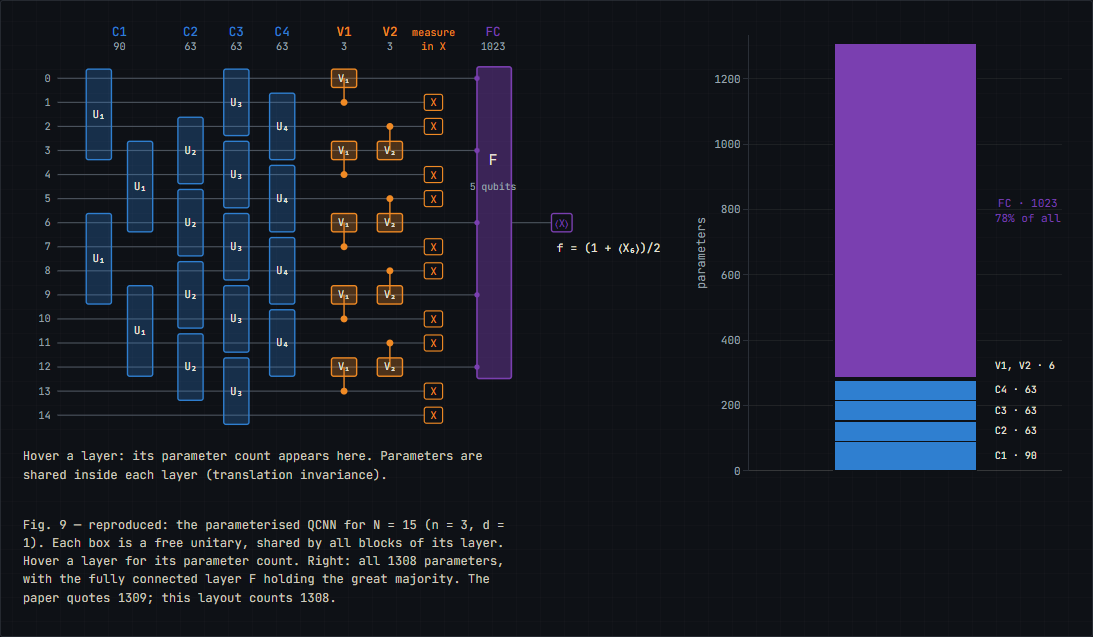 C1 C2 C3 C4 V1 V2 measure FC
90 63 63 63 3 3 in X 1023
0 V₁
1 U₁ U₃ X
2 U₄ X
3 U₂ V₁ V₂ F
4 U₁ U₃ X 5 qubits
5 U₄ X
6 U₂ V₁ V₂ ⟨X⟩
7 U₃ X f = (1 + ⟨X₆⟩)/2
8 U₁ U₄ X
9 U₂ V₁ V₂
10 U₁ U₃ X
11 U₄ X
12 U₂ V₁ V₂
13 U₃ X
14 X
Hover a layer: its parameter count appears here. Parameters are
shared inside each layer (translation invariance).
Fig. 9 — reproduced: the parameterised QCNN for N = 15 (n = 3, d =
1). Each box is a free unitary, shared by all blocks of its layer.
Hover a layer for its parameter count. Right: all 1308 parameters,
with the fully connected layer F holding the great majority. The
paper quotes 1309; this layout counts 1308.
parameters
1200
1000
800
600
400
200
0
FC · 1023
78% of all
V1, V2 · 6
C4 · 63
C3 · 63
C2 · 63
C1 · 90